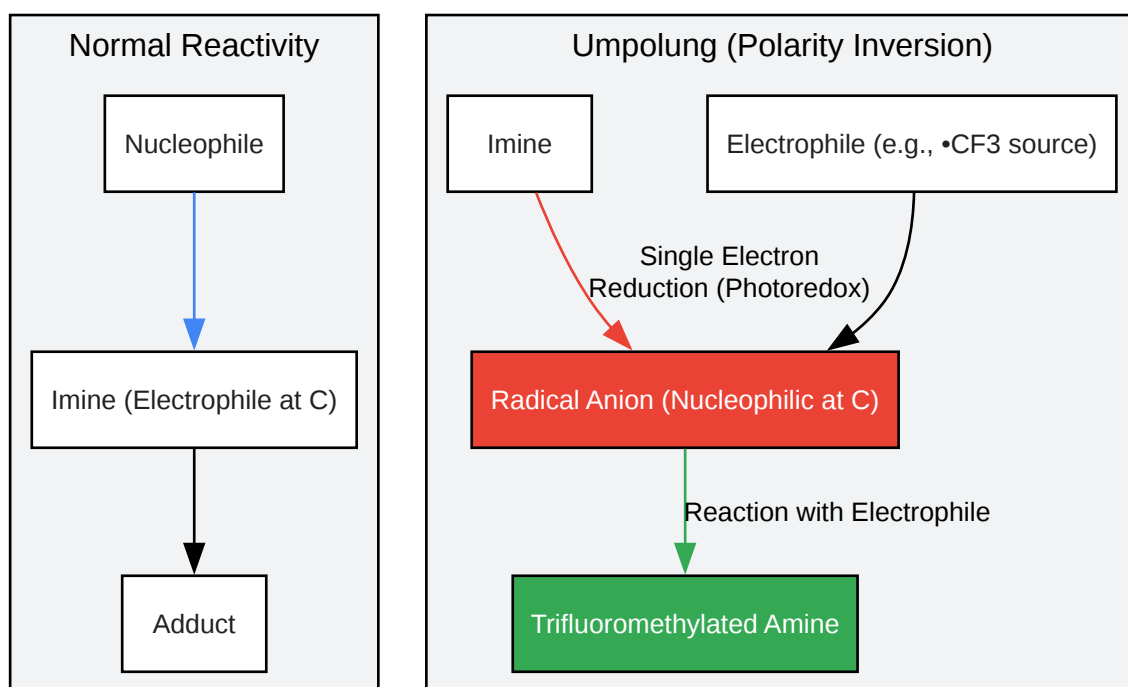 Normal Reactivity
Nucleophile
Imine (Electrophile at C)
Adduct
Umpolung (Polarity Inversion)
Imine
Electrophile (e.g., •CF3 source)
Single Electron
Reduction (Photoredox)
Radical Anion (Nucleophilic at C)
Reaction with Electrophile
Trifluoromethylated Amine